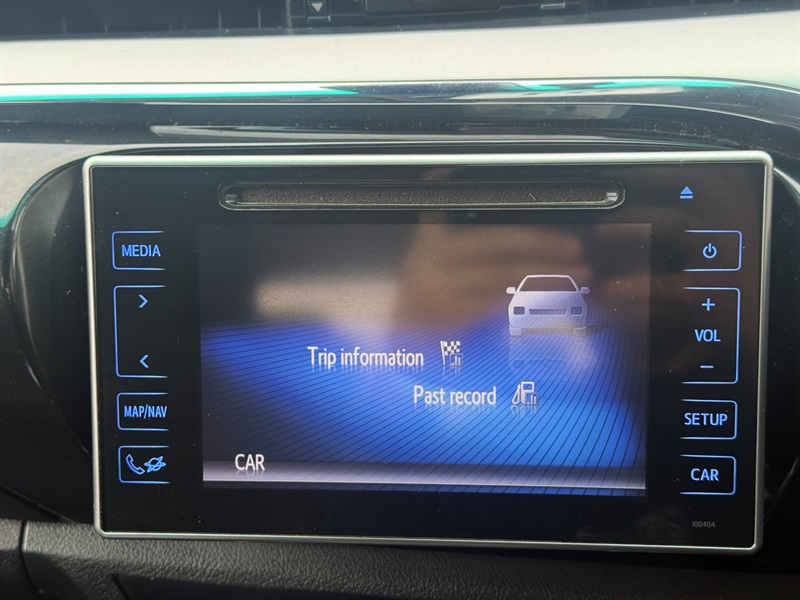 MEDIA
MAP/NAV
Trip information
Past record
CAR
+
VOL
−
SETUP
CAR
100404